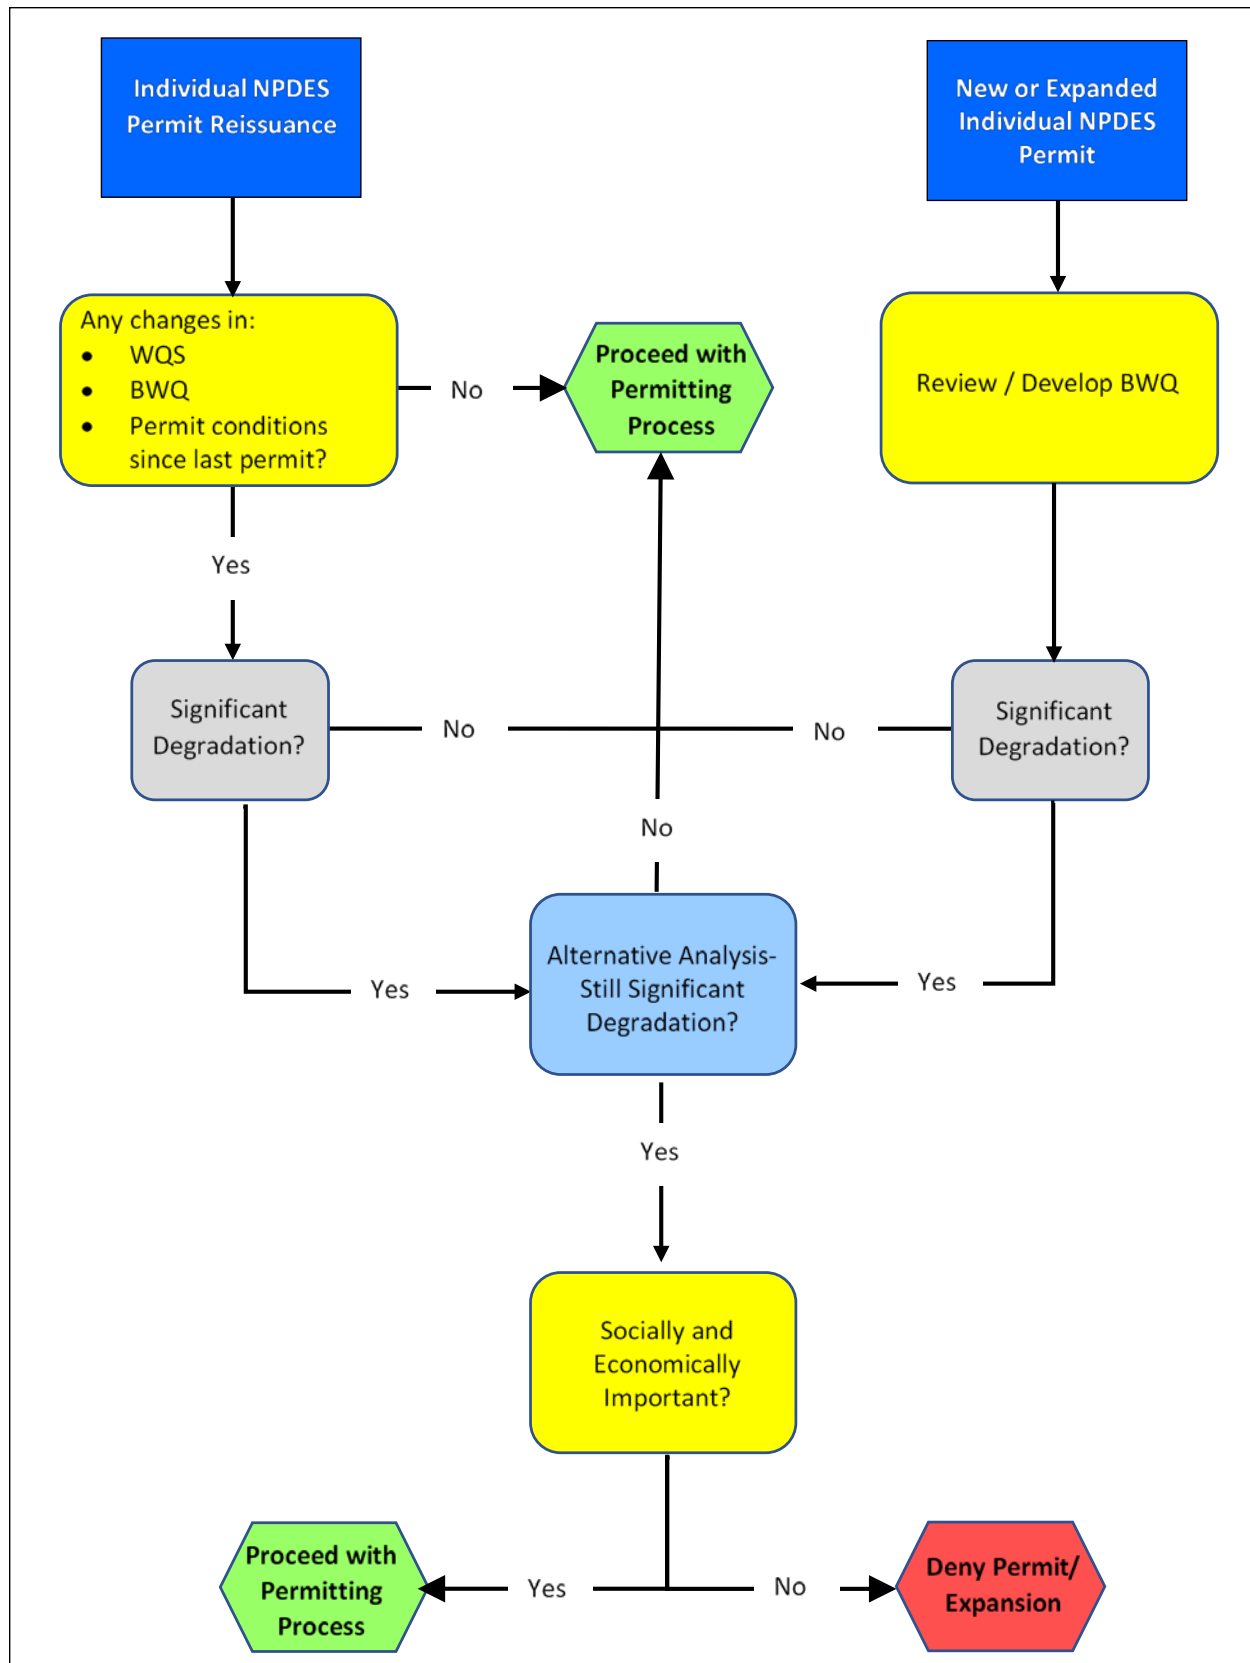 Individual NPDES
Permit Reissuance
New or Expanded
Individual NPDES
Permit
Any changes in:
• WQS
• BWQ
• Permit conditions
since last permit?
No
Proceed with
Permitting
Process
Review / Develop BWQ
Yes
Significant
Degradation?
No
No
Significant
Degradation?
No
Alternative Analysis-
Still Significant
Degradation?
Yes
Yes
Yes
Socially and
Economically
Important?
Proceed with
Permitting
Process
Yes
No
Deny Permit/
Expansion